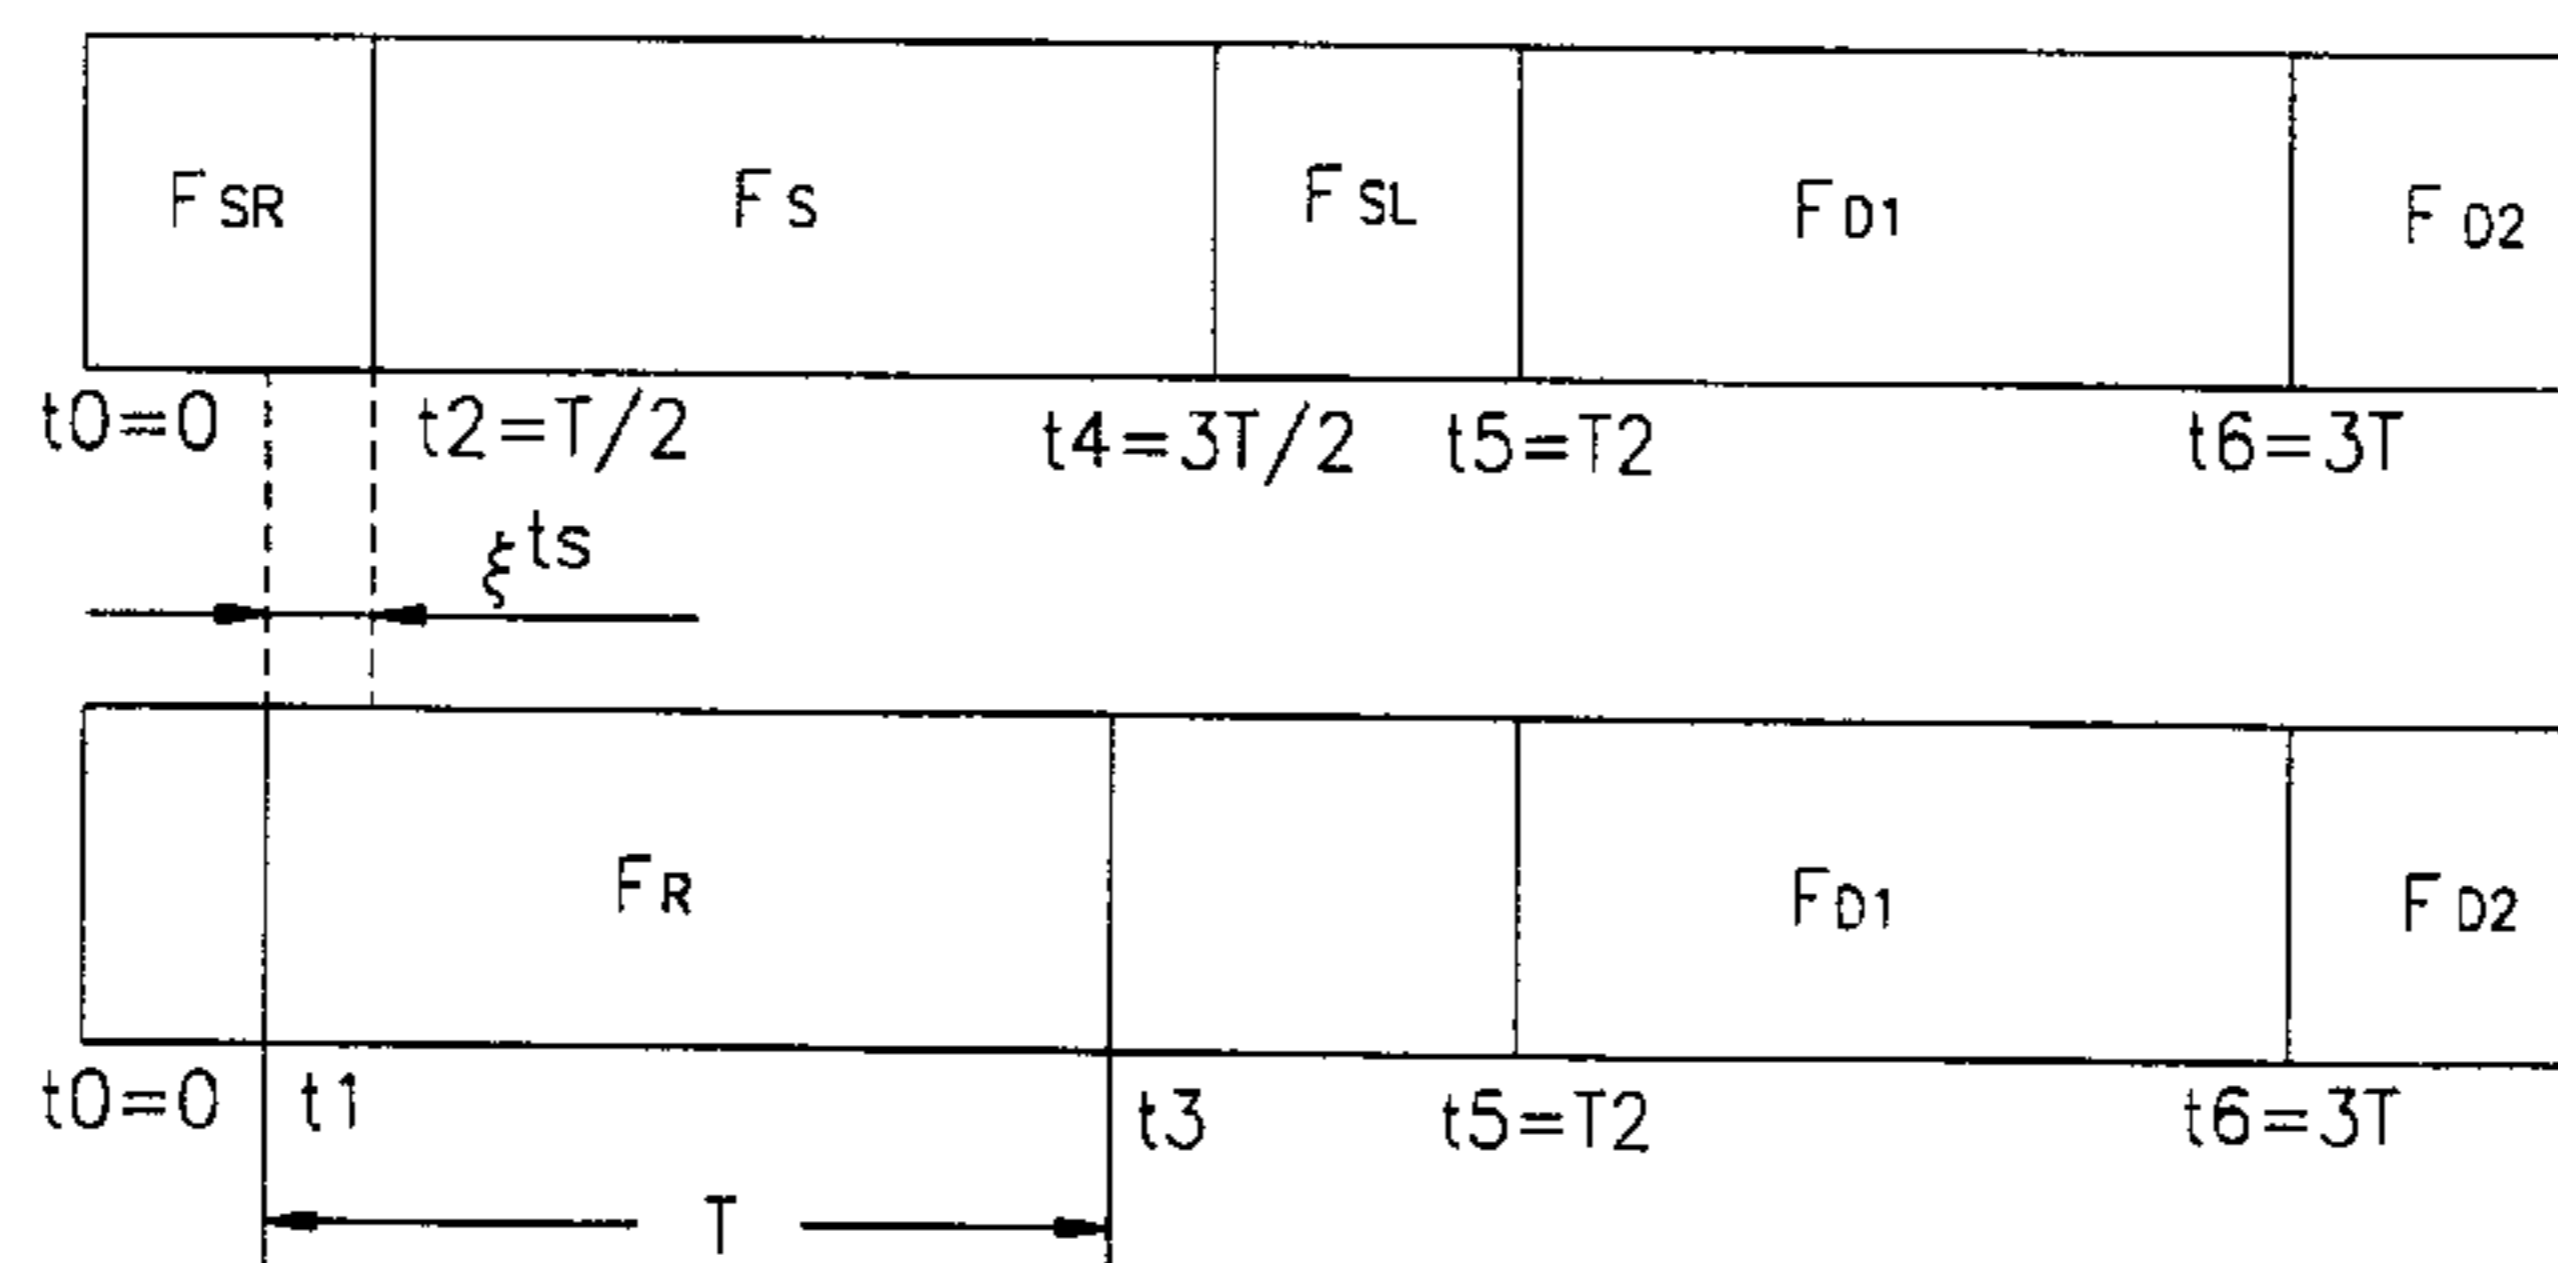 FSR FS FSL FD1 FD2
t0=0 t2=T/2 t4=3T/2 t5=T2 t6=3T
ξts
FR FD1 FD2
t0=0 t1 t3 t5=T2 t6=3T
T